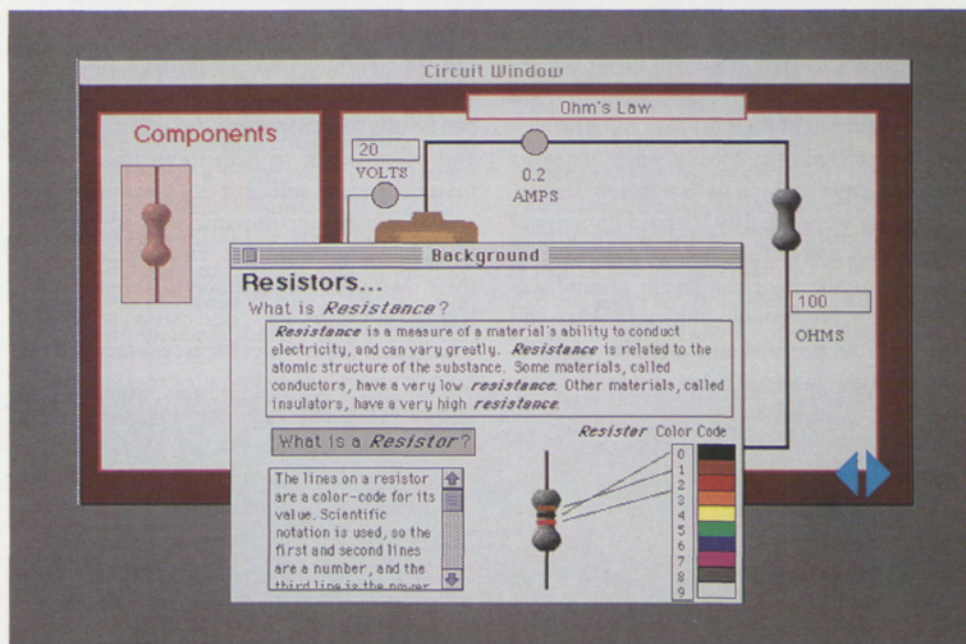 Circuit Window
Ohm's Law
Components
20
VOLTS
0.2
AMPS
100
OHMS
Background
Resistors...
What is Resistance?
Resistance is a measure of a material's ability to conduct
electricity, and can vary greatly. Resistance is related to the
atomic structure of the substance. Some materials, called
conductors, have a very low resistance. Other materials, called
insulators, have a very high resistance.
What is a Resistor?
The lines on a resistor
are a color-code for its
value. Scientific
notation is used, so the
first and second lines
are a number, and the
third line is the power
Resistor Color Code
0
1
2
3
4
5
6
7
8
9